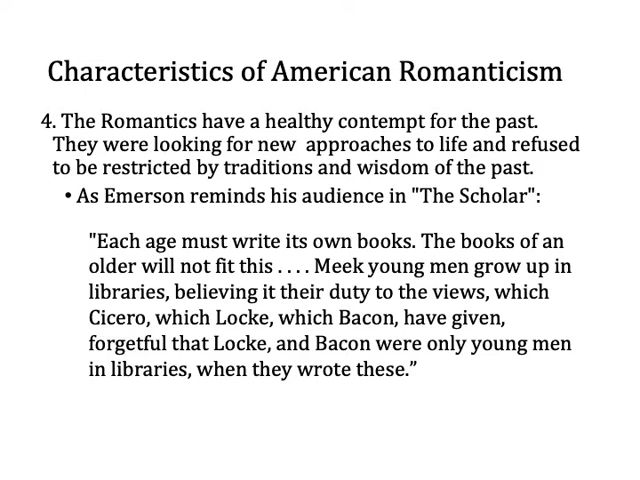 Characteristics of American Romanticism
4. The Romantics have a healthy contempt for the past.
They were looking for new  approaches to life and refused
to be restricted by traditions and wisdom of the past.
• As Emerson reminds his audience in "The Scholar":
"Each age must write its own books. The books of an
older will not fit this . . . . Meek young men grow up in
libraries, believing it their duty to the views, which
Cicero, which Locke, which Bacon, have given,
forgetful that Locke, and Bacon were only young men
in libraries, when they wrote these.”